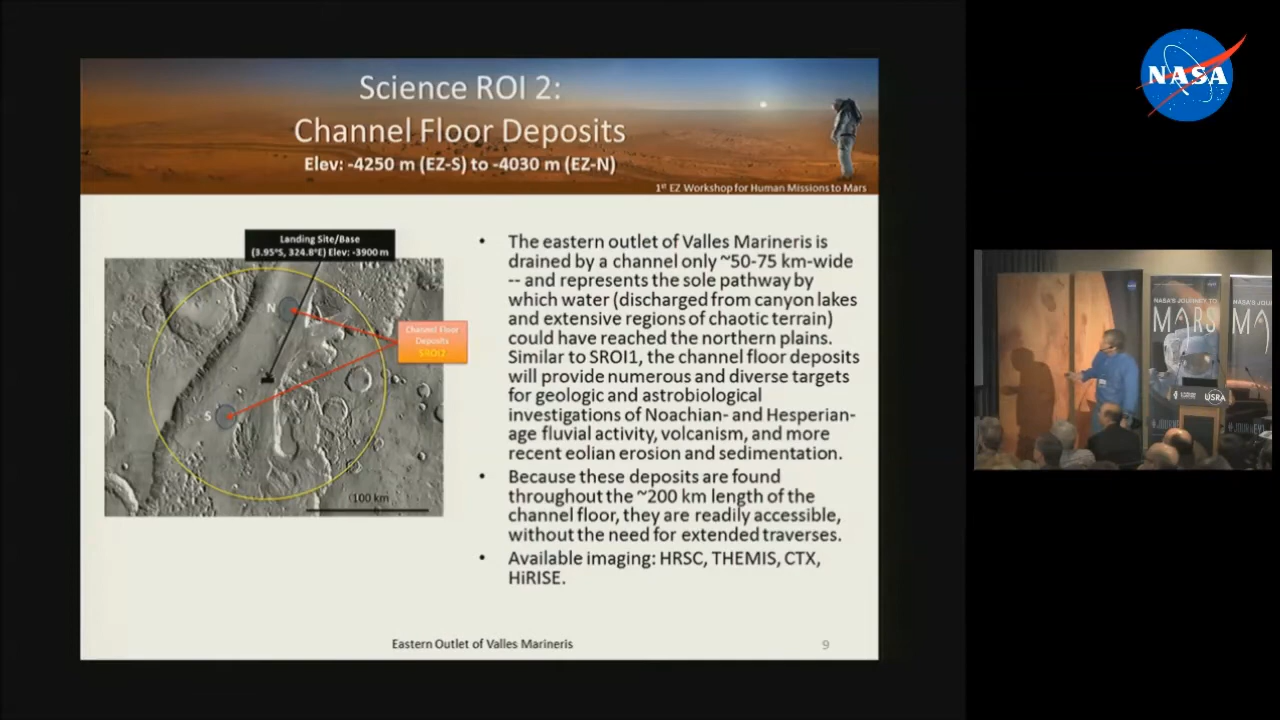 Science ROI 2:
Channel Floor Deposits
Elev: -4250 m (EZ-S) to -4030 m (EZ-N)
1st EZ Workshop for Human Missions to Mars
Landing Site/Base
(3.95°S, 324.8°E) Elev: -3900 m
N
Channel Floor
Deposits
SROI2
S
100 km
• The eastern outlet of Valles Marineris is
drained by a channel only ~50-75 km-wide
-- and represents the sole pathway by
which water (discharged from canyon lakes
and extensive regions of chaotic terrain)
could have reached the northern plains.
Similar to SROI1, the channel floor deposits
will provide numerous and diverse targets
for geologic and astrobiological
investigations of Noachian- and Hesperian-
age fluvial activity, volcanism, and more
recent eolian erosion and sedimentation.
• Because these deposits are found
throughout the ~200 km length of the
channel floor, they are readily accessible,
without the need for extended traverses.
• Available imaging: HRSC, THEMIS, CTX,
HiRISE.
Eastern Outlet of Valles Marineris
9
NASA
NASA'S JOURNEY TO
MARS
USRA